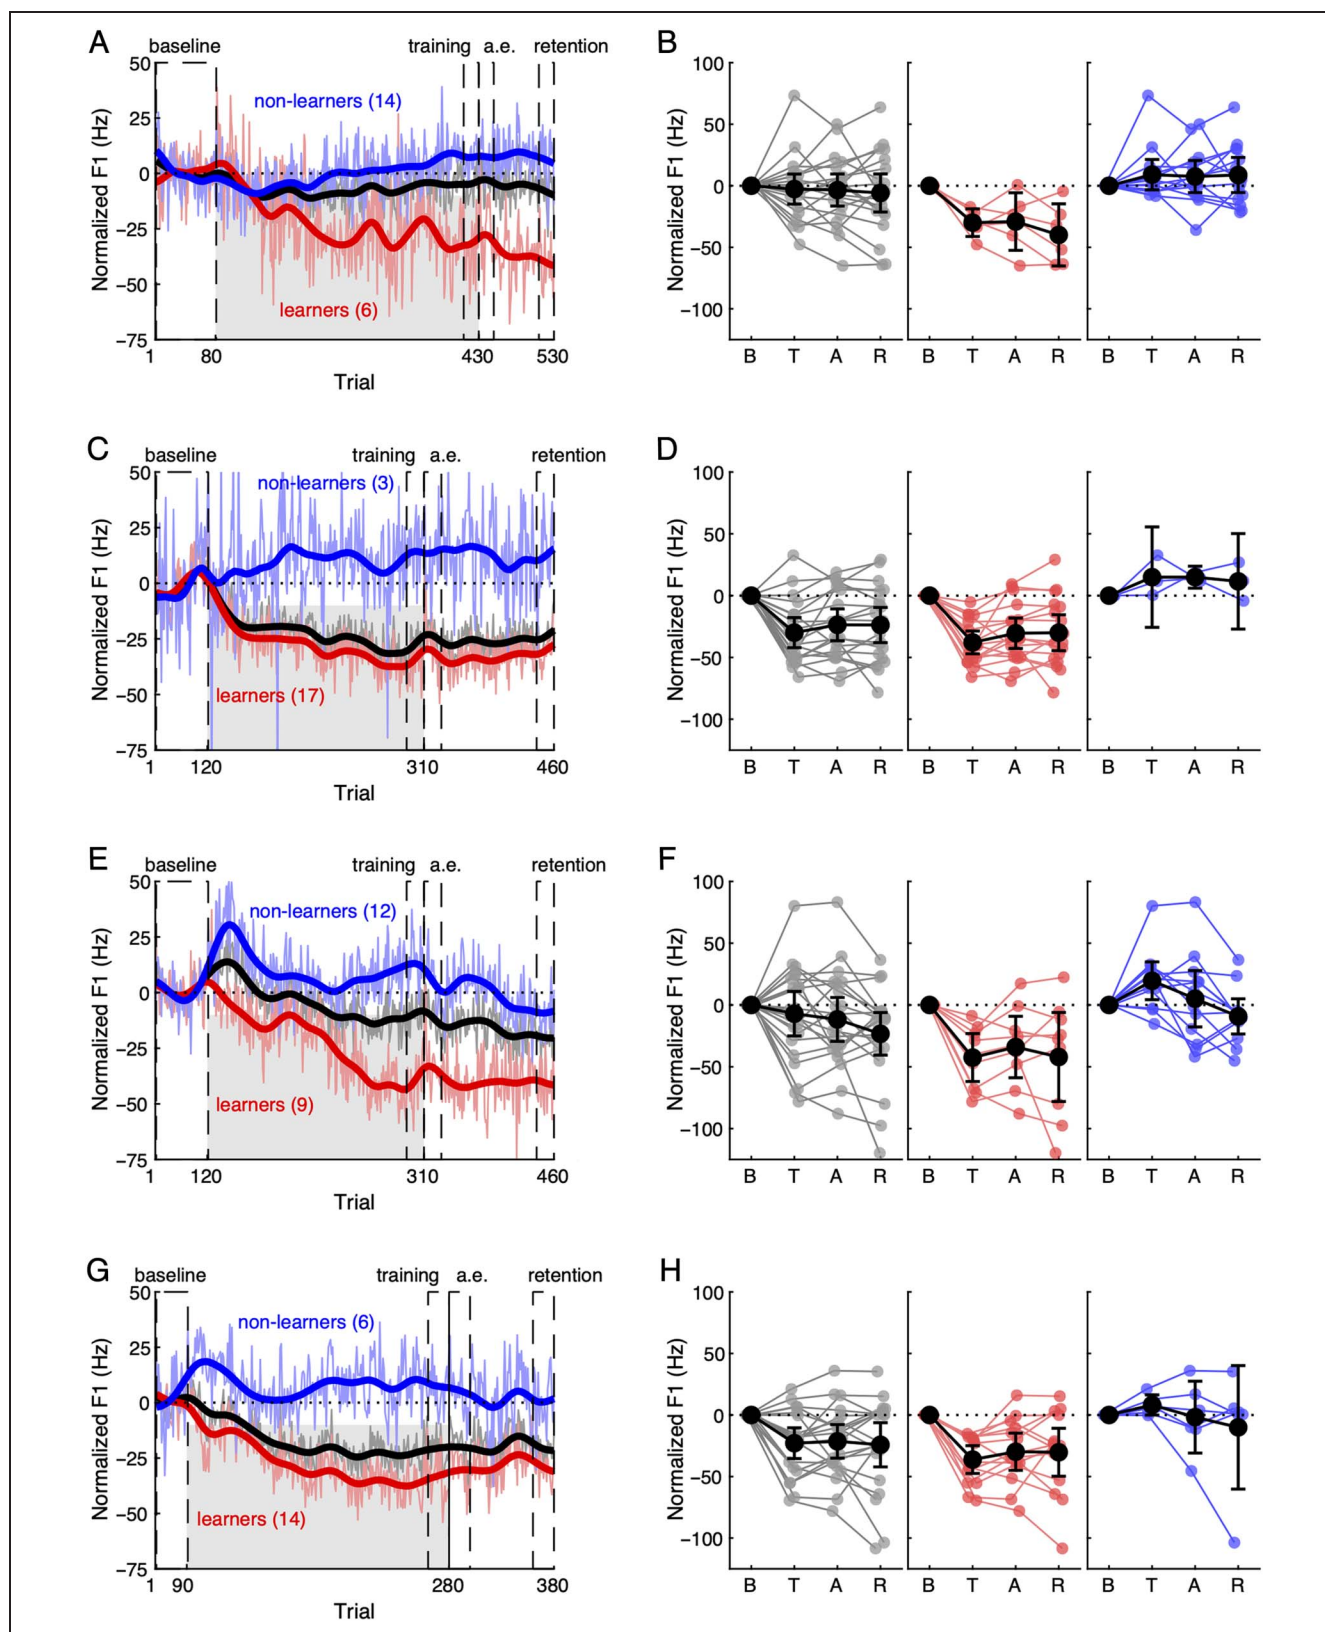 A
baseline training a.e. retention
Normalized F1 (Hz)
50
25
0
−25
−50
−75
non-learners (14)
learners (6)
1 80 430 530
Trial
B
Normalized F1 (Hz)
100
50
0
−50
−100
B T A R B T A R B T A R
C
baseline training a.e. retention
Normalized F1 (Hz)
50
25
0
−25
−50
−75
non-learners (3)
learners (17)
1 120 310 460
Trial
D
Normalized F1 (Hz)
100
50
0
−50
−100
B T A R B T A R B T A R
E
baseline training a.e. retention
Normalized F1 (Hz)
50
25
0
−25
−50
−75
non-learners (12)
learners (9)
1 120 310 460
Trial
F
Normalized F1 (Hz)
100
50
0
−50
−100
B T A R B T A R B T A R
G
baseline training a.e. retention
Normalized F1 (Hz)
50
25
0
−25
−50
−75
non-learners (6)
learners (14)
1 90 280 380
Trial
H
Normalized F1 (Hz)
100
50
0
−50
−100
B T A R B T A R B T A R